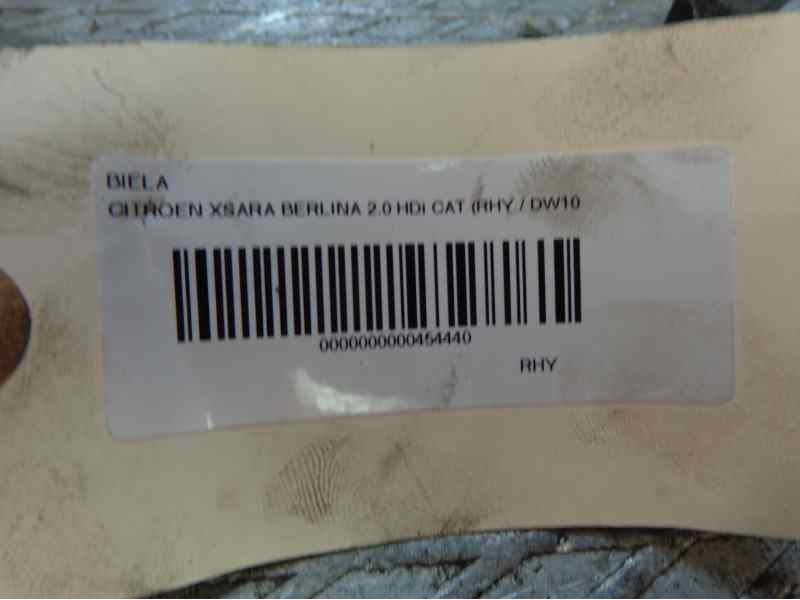 BIELA
CITROEN XSARA BERLINA 2.0 HDi CAT (RHY / DW10
0000000000454440
RHY